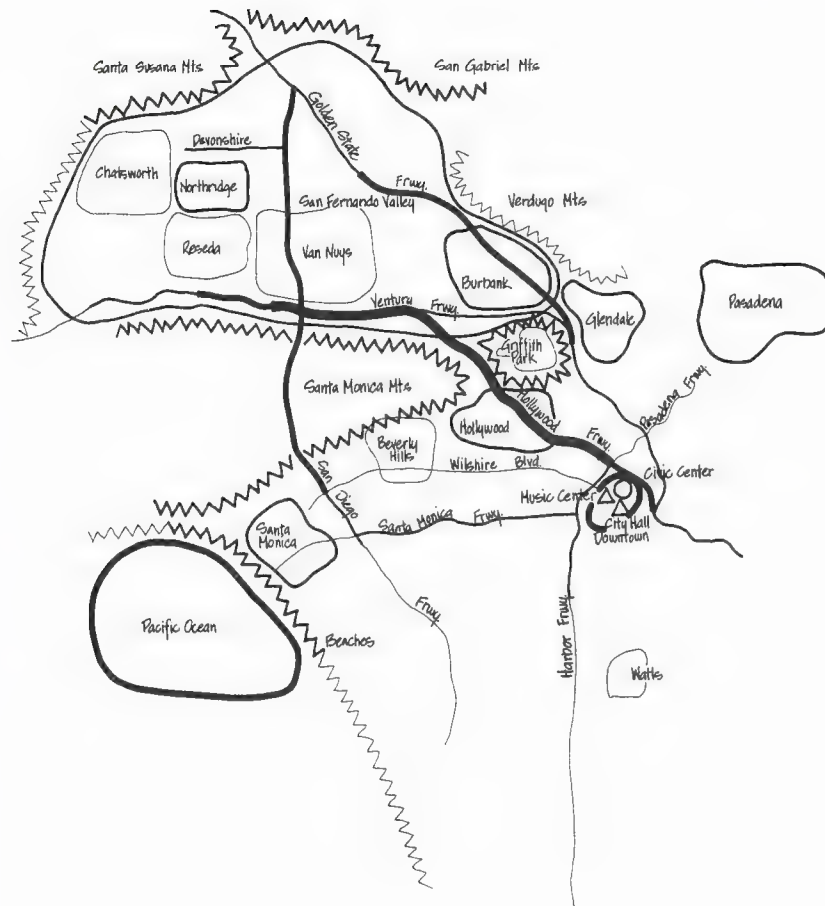 Santa Susana Mts.
San Gabriel Mts
Golden State
Frwy.
Devonshire
Chatsworth
Northridge
San Fernando Valley
Verdugo Mts
Reseda
Van Nuys
Burbank
Ventura Frwy.
Glendale
Pasadena
Griffith
Park
Santa Monica Mts
Hollywood
Frwy.
Pasadena Frwy.
Hollywood
Beverly
Hills
Wilshire Blvd.
Civic Center
Music Center
San Diego
Frwy.
Santa
Monica
Santa Monica Frwy.
City Hall
Downtown
Pacific Ocean
Beaches
Harbor Frwy.
Watts